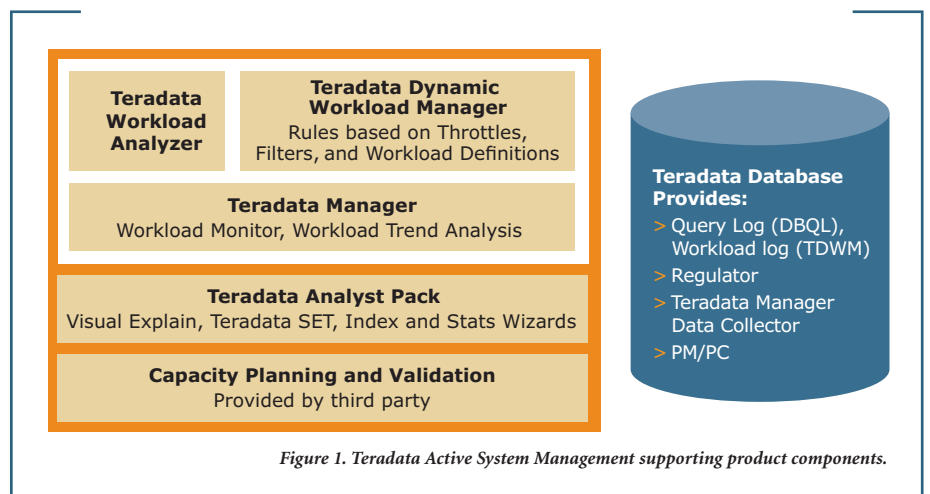 Teradata
Workload
Analyzer
Teradata Dynamic
Workload Manager
Rules based on Throttles,
Filters, and Workload Definitions
Teradata Manager
Workload Monitor, Workload Trend Analysis
Teradata Analyst Pack
Visual Explain, Teradata SET, Index and Stats Wizards
Capacity Planning and Validation
Provided by third party
Teradata Database
Provides:
> Query Log (DBQL),
Workload log (TDWM)
> Regulator
> Teradata Manager
Data Collector
> PM/PC
Figure 1. Teradata Active System Management supporting product components.